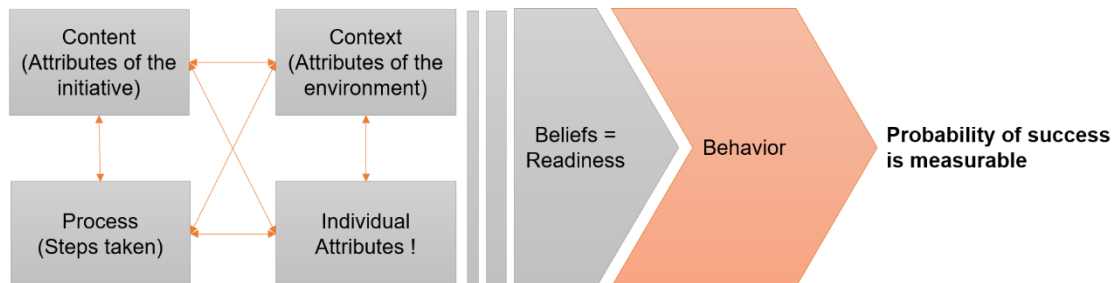 Content
(Attributes of the
initiative)
Context
(Attributes of the
environment)
Process
(Steps taken)
Individual
Attributes !
Beliefs =
Readiness
Behavior
Probability of success
is measurable